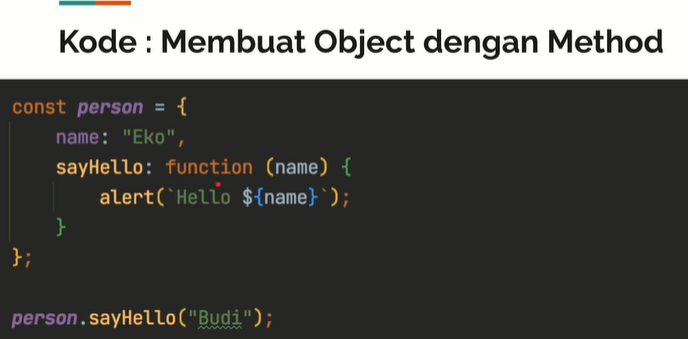 Kode : Membuat Object dengan Method
const person = {
    name: "Eko",
    sayHello: function (name) {
        alert(`Hello ${name}`);
    }
};
person.sayHello("Budi");